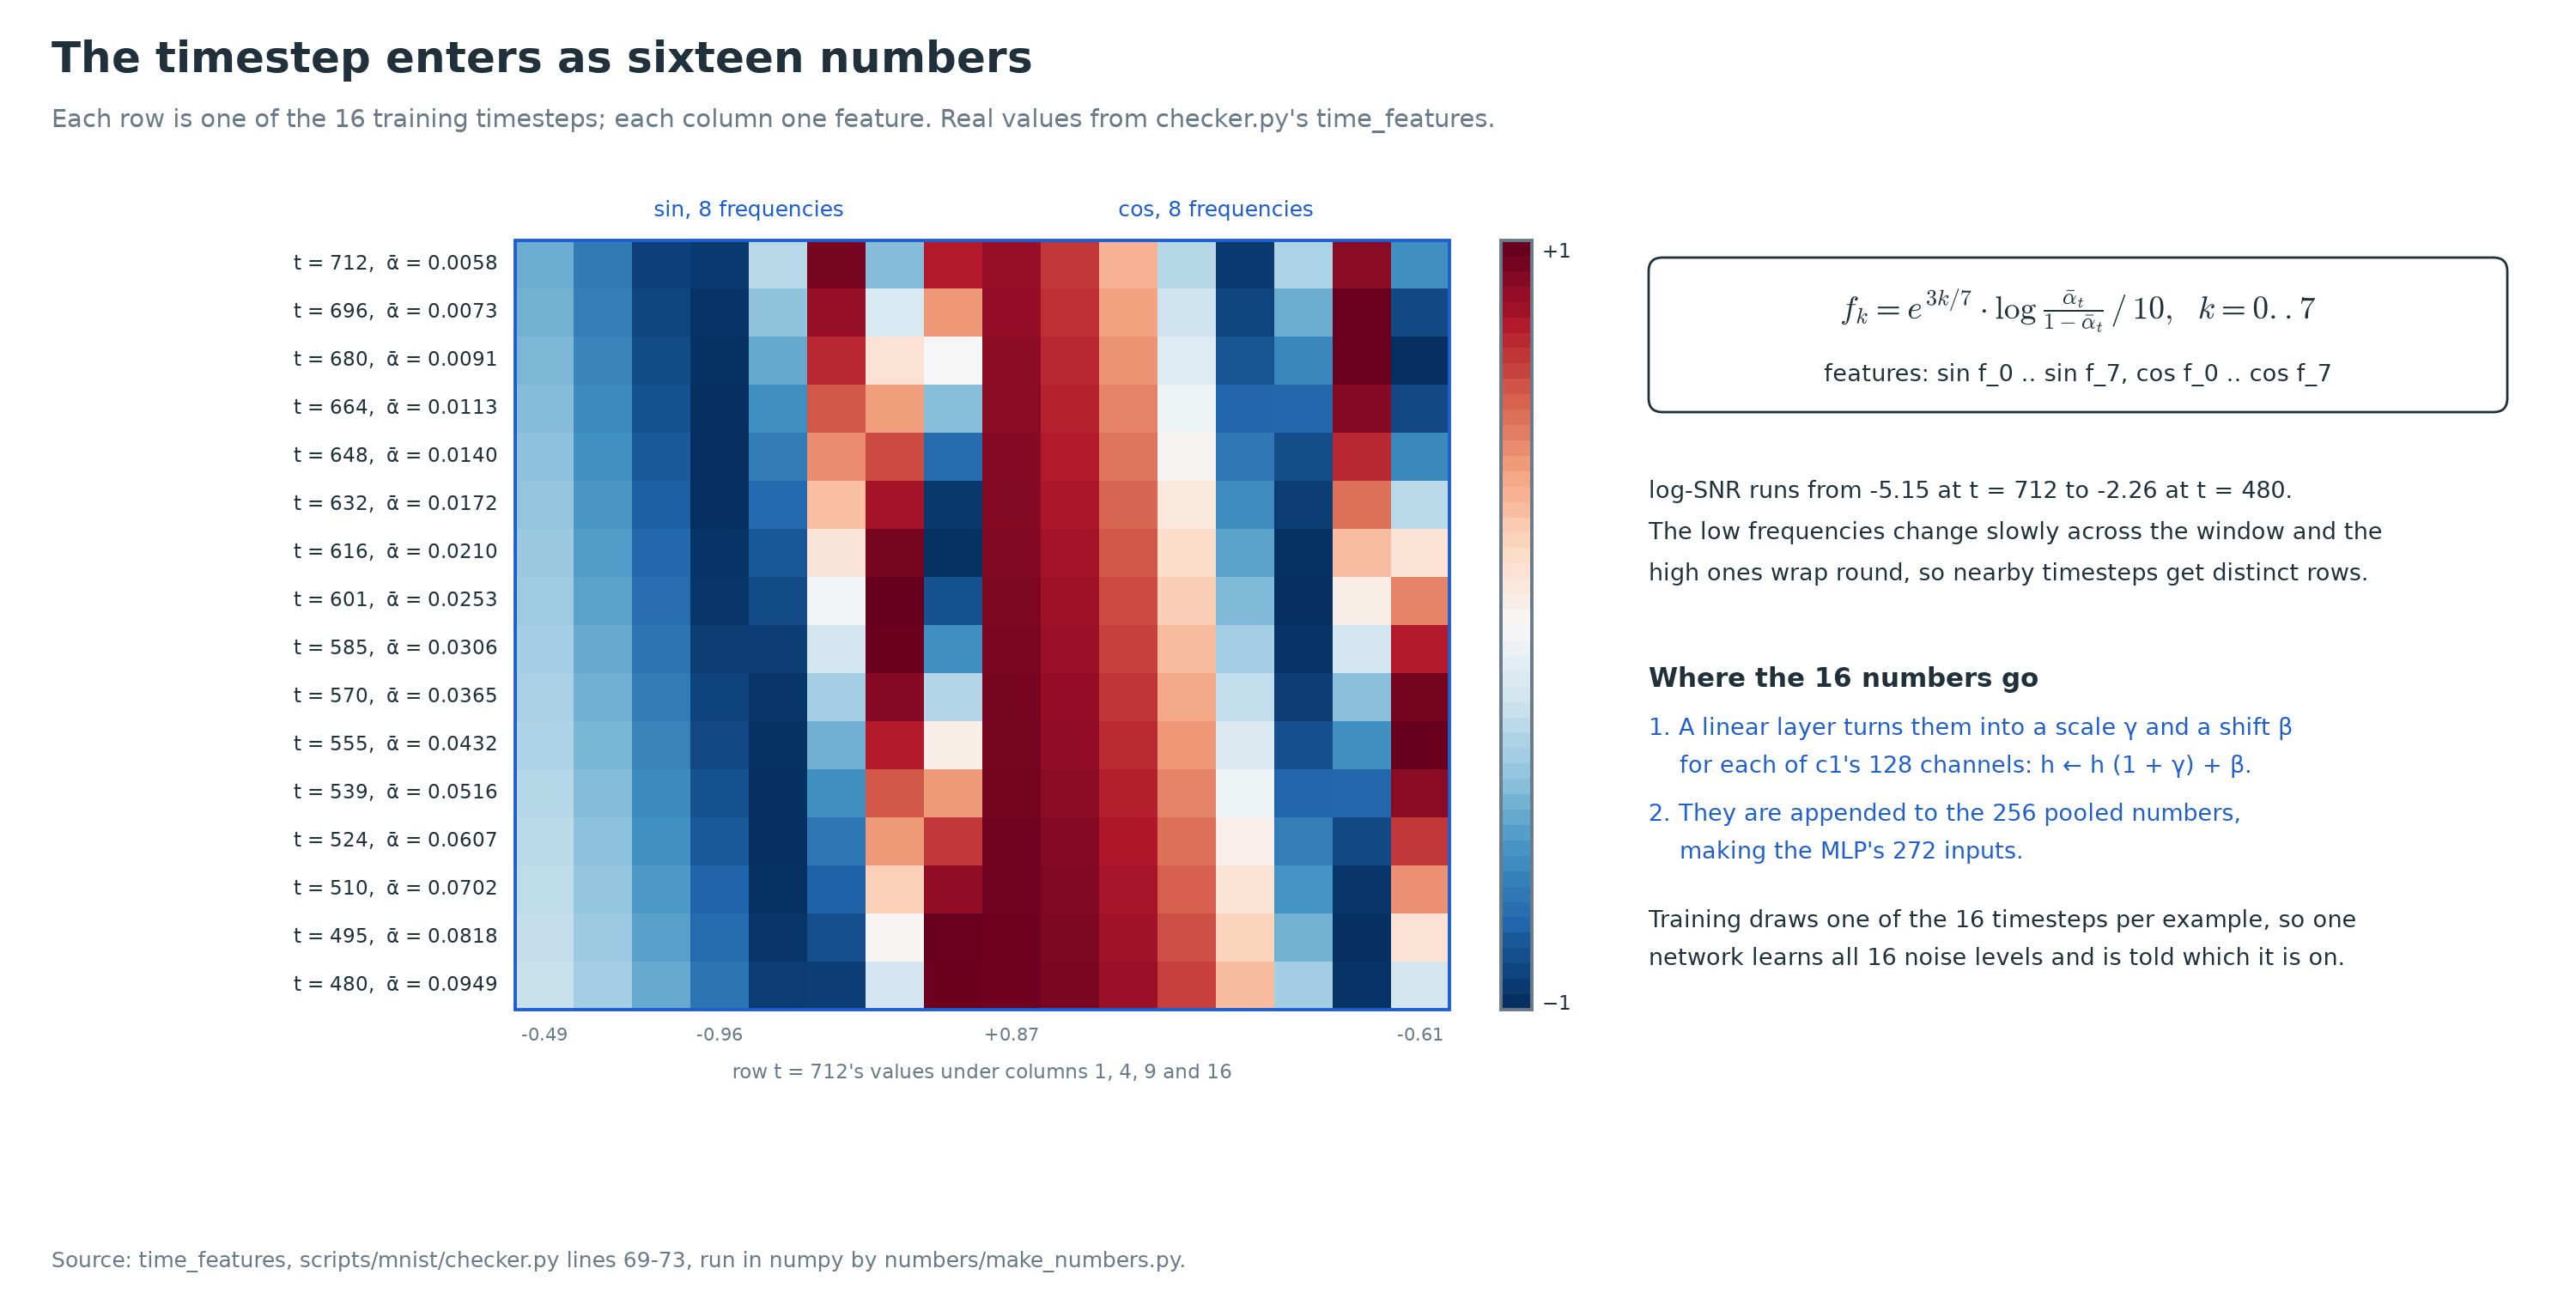 The timestep enters as sixteen numbers
Each row is one of the 16 training timesteps; each column one feature. Real values from checker.py's time_features.
sin, 8 frequencies
cos, 8 frequencies
t = 712, ᾱ = 0.0058
t = 696, ᾱ = 0.0073
t = 680, ᾱ = 0.0091
t = 664, ᾱ = 0.0113
t = 648, ᾱ = 0.0140
t = 632, ᾱ = 0.0172
t = 616, ᾱ = 0.0210
t = 601, ᾱ = 0.0253
t = 585, ᾱ = 0.0306
t = 570, ᾱ = 0.0365
t = 555, ᾱ = 0.0432
t = 539, ᾱ = 0.0516
t = 524, ᾱ = 0.0607
t = 510, ᾱ = 0.0702
t = 495, ᾱ = 0.0818
t = 480, ᾱ = 0.0949
-0.49 -0.96 +0.87 -0.61
row t = 712's values under columns 1, 4, 9 and 16
+1
−1
f_k = e^{3k/7} · log ᾱ_t / (1 − ᾱ_t) / 10, k = 0. . 7
features: sin f_0 .. sin f_7, cos f_0 .. cos f_7
log-SNR runs from -5.15 at t = 712 to -2.26 at t = 480.
The low frequencies change slowly across the window and the
high ones wrap round, so nearby timesteps get distinct rows.
Where the 16 numbers go
1. A linear layer turns them into a scale γ and a shift β
for each of c1's 128 channels: h ← h (1 + γ) + β.
2. They are appended to the 256 pooled numbers,
making the MLP's 272 inputs.
Training draws one of the 16 timesteps per example, so one
network learns all 16 noise levels and is told which it is on.
Source: time_features, scripts/mnist/checker.py lines 69-73, run in numpy by numbers/make_numbers.py.